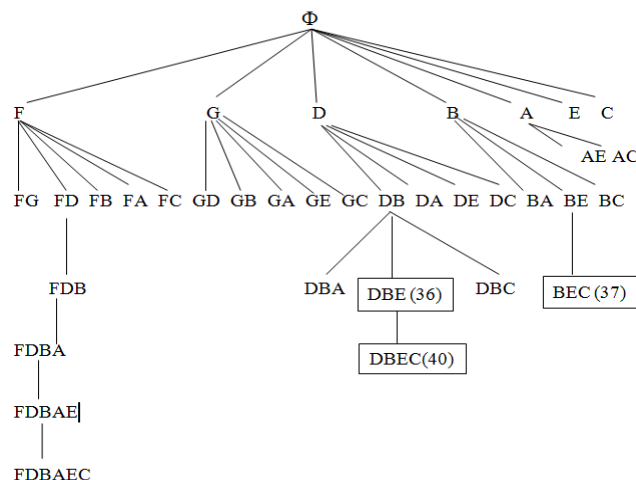 Φ
F G D B A E C
AE AC
FG FD FB FA FC GD GB GA GE GC DB DA DE DC BA BE BC
FDB DBA DBE (36) DBC BEC (37)
FDBA DBEC(40)
FDBAE
FDBAEC